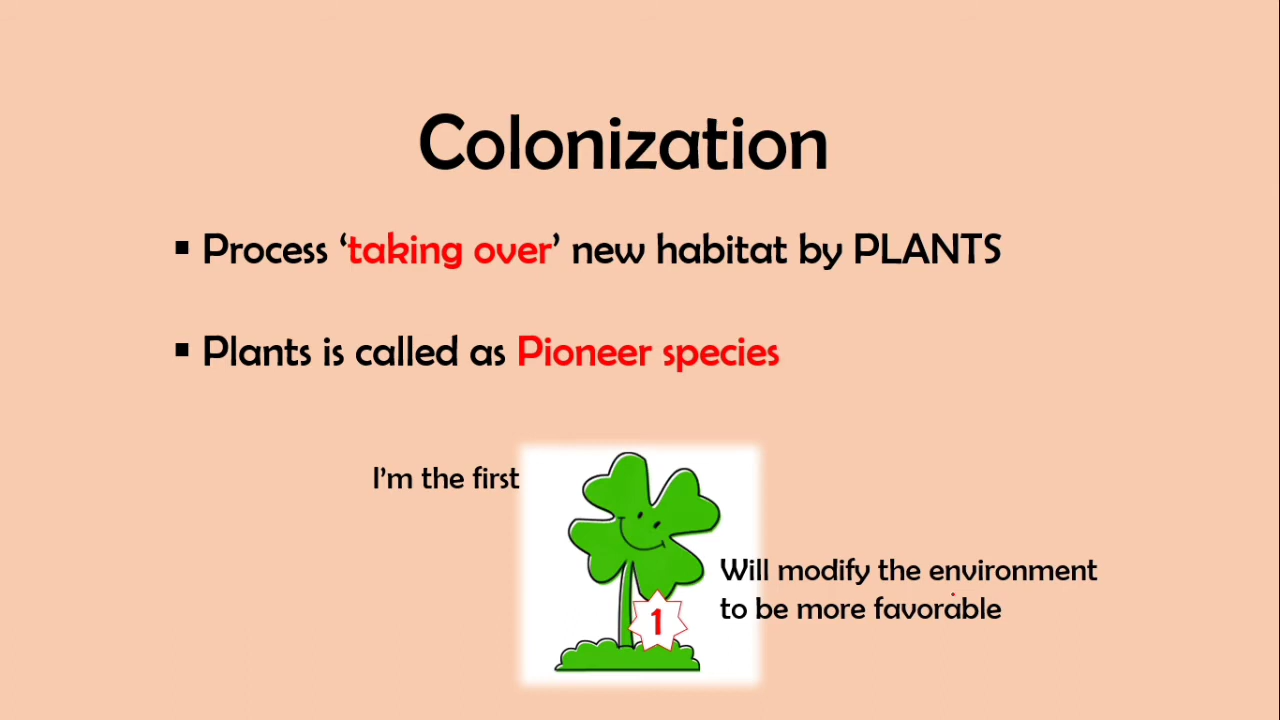 Colonization
▪ Process ‘taking over’ new habitat by PLANTS
▪ Plants is called as Pioneer species
I’m the first
Will modify the environment
to be more favorable
1